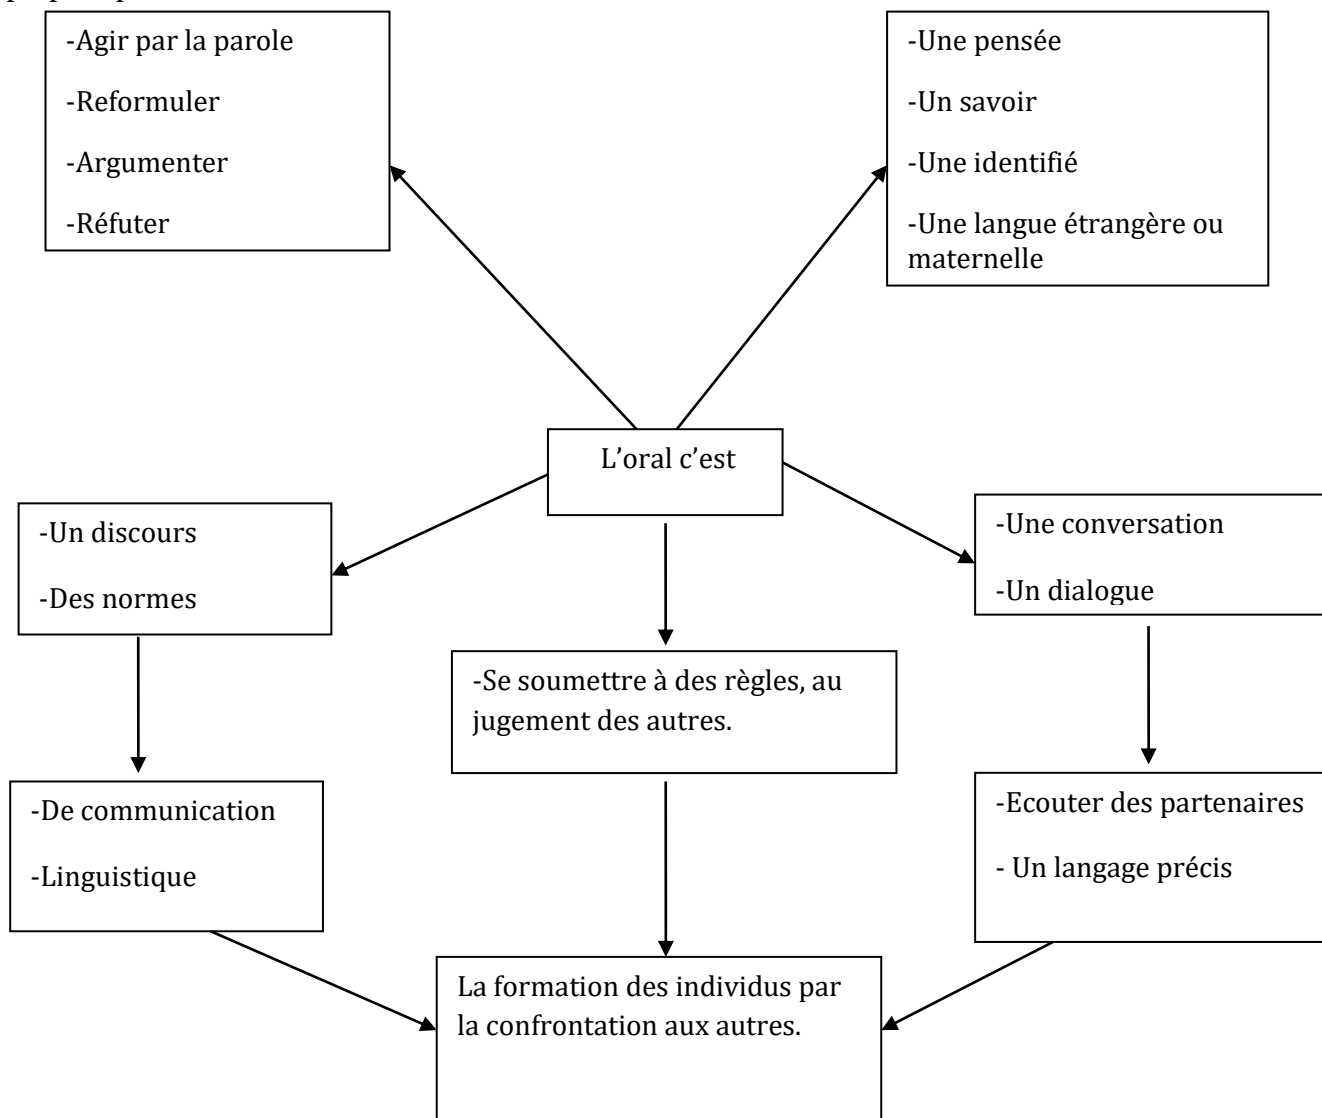 -Agir par la parole
-Reformuler
-Argumenter
-Réfuter
-Une pensée
-Un savoir
-Une identifié
-Une langue étrangère ou
maternelle
L’oral c’est
-Un discours
-Des normes
-Une conversation
-Un dialogue
-Se soumettre à des règles, au
jugement des autres.
-De communication
-Linguistique
-Ecouter des partenaires
- Un langage précis
La formation des individus par
la confrontation aux autres.